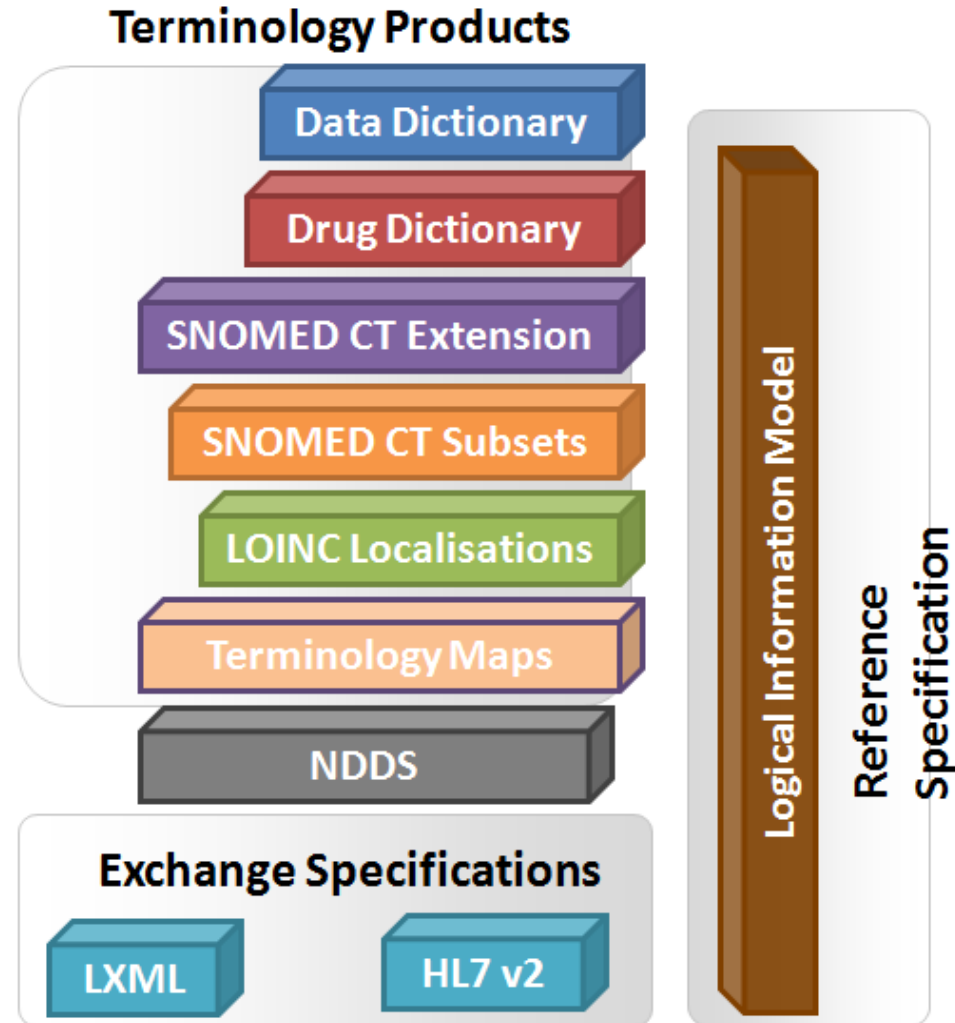 Terminology Products
Data Dictionary
Drug Dictionary
SNOMED CT Extension
SNOMED CT Subsets
LOINC Localisations
Terminology Maps
NDDS
Exchange Specifications
LXML
HL7 v2
Logical Information Model
Reference
Specification